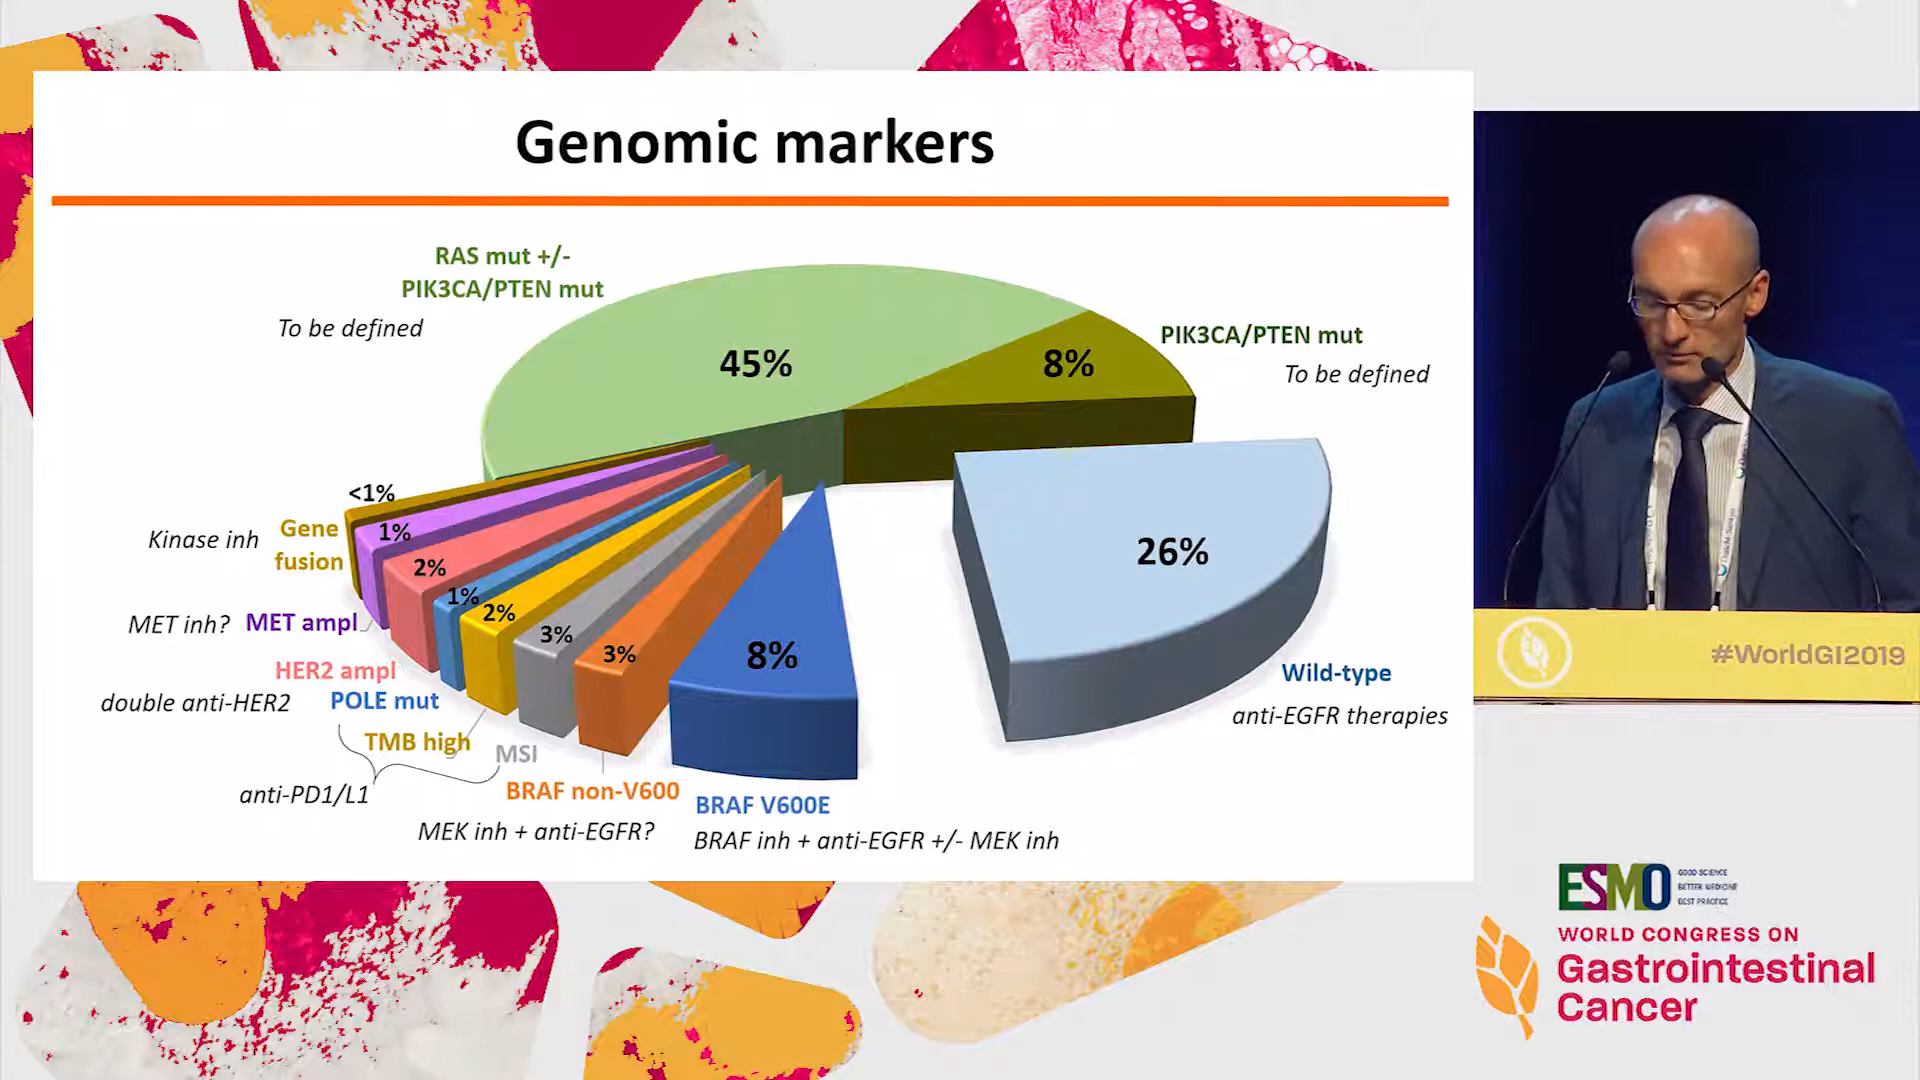 Genomic markers
RAS mut +/-
PIK3CA/PTEN mut
To be defined
45%
8%
PIK3CA/PTEN mut
To be defined
<1%
Kinase inh
Gene
fusion
1%
2%
1%
2%
3%
3%
8%
26%
MET inh?
MET ampl
HER2 ampl
double anti-HER2
POLE mut
TMB high
MSI
anti-PD1/L1
BRAF non-V600
MEK inh + anti-EGFR?
BRAF V600E
BRAF inh + anti-EGFR +/- MEK inh
Wild-type
anti-EGFR therapies
#WorldGI2019
ESMO
GOOD SCIENCE
BETTER MEDICINE
BEST PRACTICE
WORLD CONGRESS ON
Gastrointestinal
Cancer